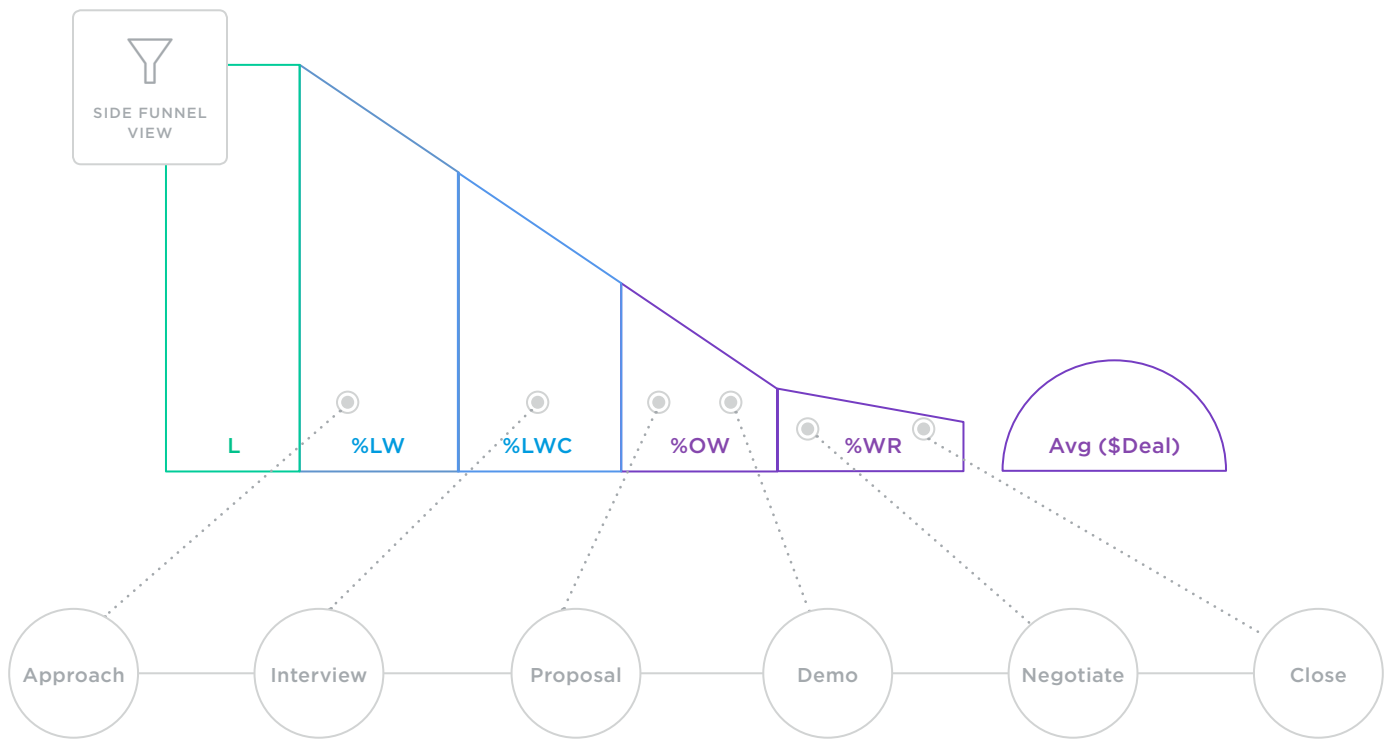 SIDE FUNNEL
VIEW
L
%LW
%LWC
%OW
%WR
Avg ($Deal)
Approach
Interview
Proposal
Demo
Negotiate
Close